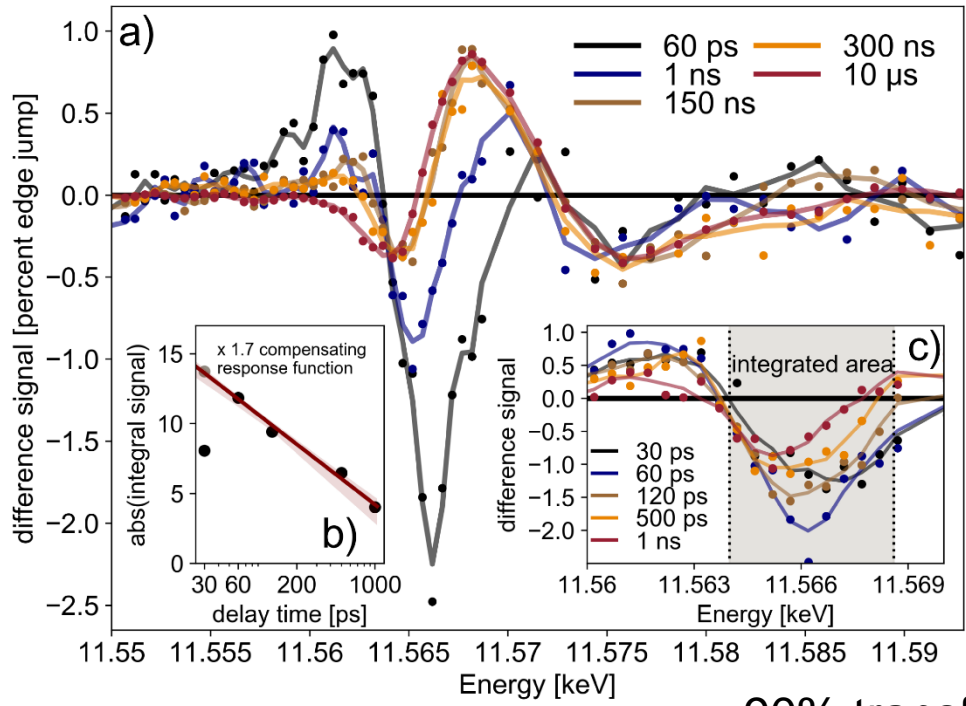 a)
60 ps
1 ns
150 ns
300 ns
10 μs
difference signal [percent edge jump]
1.0
0.5
0.0
−0.5
−1.0
−1.5
−2.0
−2.5
11.55
11.555
11.56
11.565
11.57
11.575
11.58
11.585
11.59
Energy [keV]
x 1.7 compensating
response function
b)
abs(integral signal)
15
10
5
0
30
60
200
1000
delay time [ps]
c)
integrated area
difference signal
1.0
0.5
0.0
−0.5
−1.0
−1.5
−2.0
30 ps
60 ps
120 ps
500 ps
1 ns
11.56
11.563
11.566
11.569
Energy [keV]